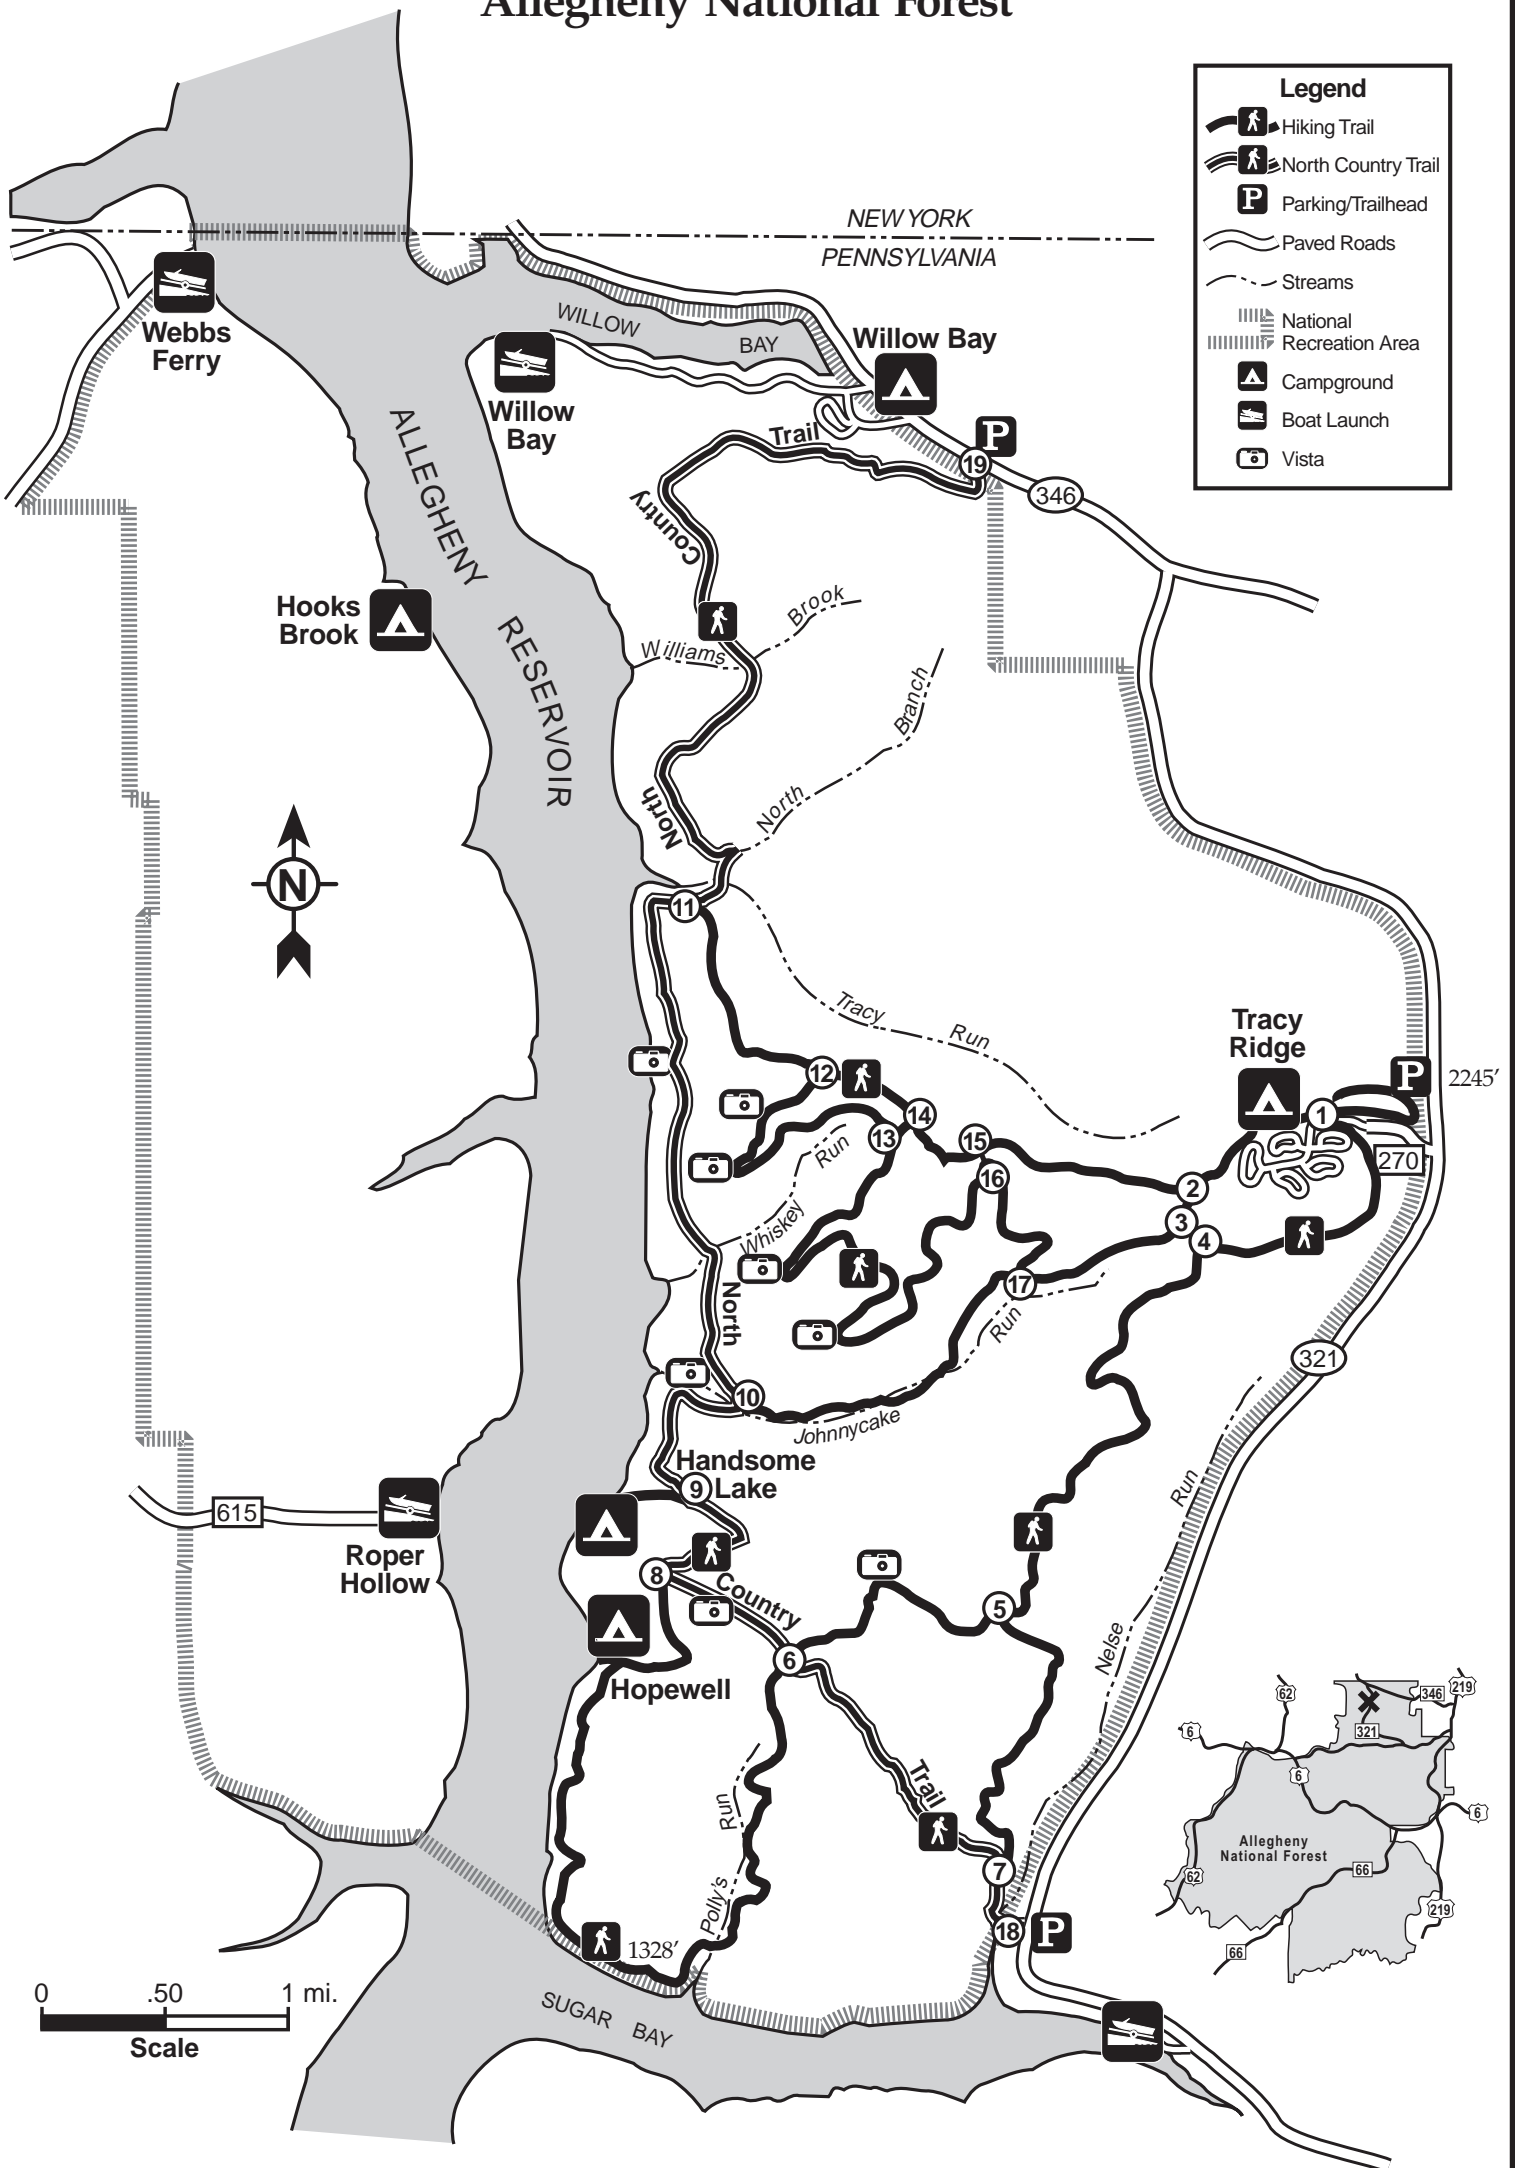 Allegheny National Forest
Legend
Hiking Trail
North Country Trail
P
Parking/Trailhead
Paved Roads
Streams
National
Recreation Area
Campground
Boat Launch
Vista
NEW YORK
PENNSYLVANIA
Webbs
Ferry
WILLOW
BAY
Willow Bay
Willow
Bay
Trail
P
19
346
Country
ALLEGHENY
RESERVOIR
Hooks
Brook
Williams
Brook
North
Branch
North
N
11
Tracy
Run
Tracy
Ridge
P
2245′
1
270
12
14
13
15
16
Run
Whiskey
2
3
4
17
Run
North
321
10
Johnnycake
Handsome
Lake
9
615
Roper
Hollow
8
Country
5
6
Hopewell
Run
Nelse
Trail
Run
Polly's
7
18
P
1328′
SUGAR BAY
0 .50 1 mi.
Scale
62
346
219
6
321
6
6
Allegheny
National Forest
66
62
219
66